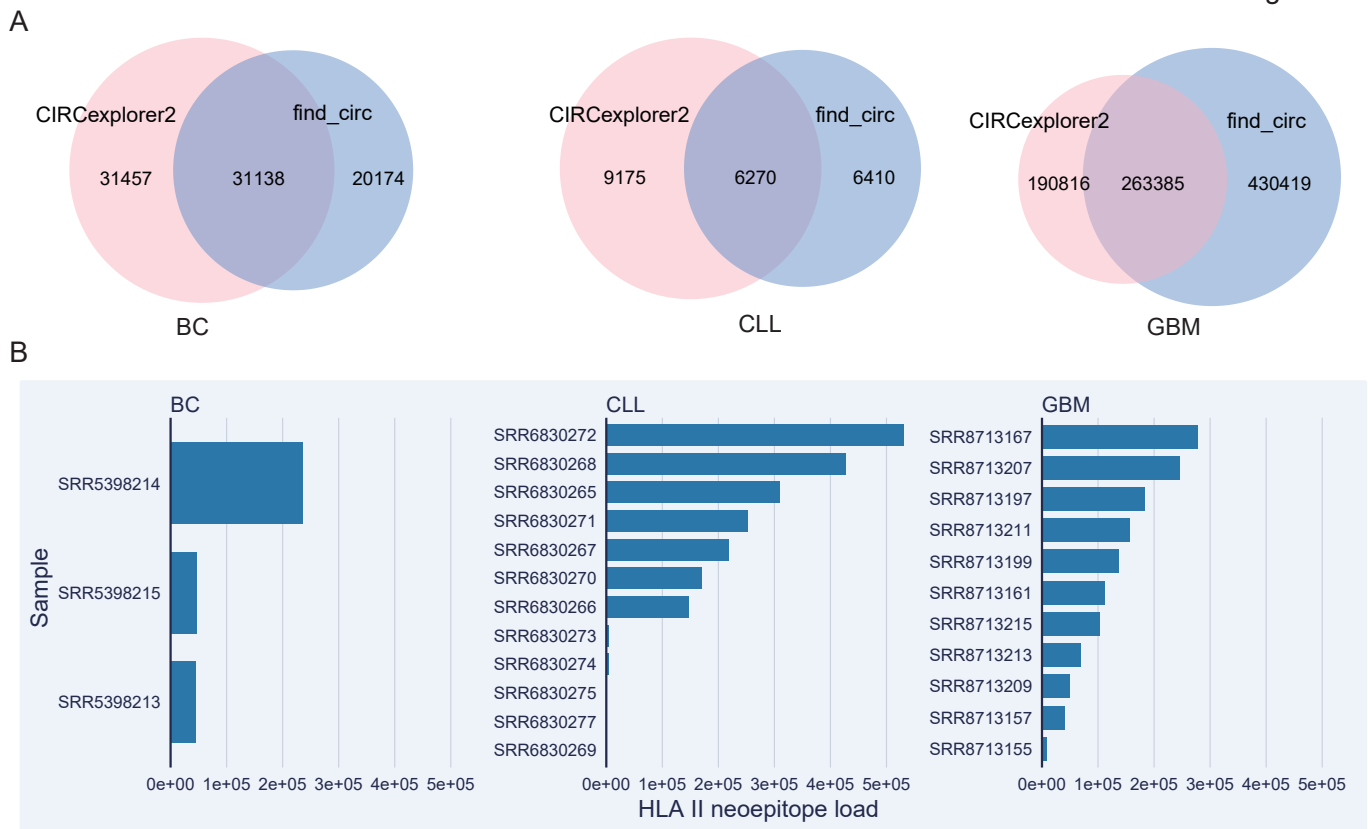 g
A
CIRCexplorer2
find_circ
31457
31138
20174
BC
CIRCexplorer2
find_circ
9175
6270
6410
CLL
CIRCexplorer2
find_circ
190816
263385
430419
GBM
B
BC
Sample
SRR5398214
SRR5398215
SRR5398213
0e+00 1e+05 2e+05 3e+05 4e+05 5e+05
CLL
SRR6830272
SRR6830268
SRR6830265
SRR6830271
SRR6830267
SRR6830270
SRR6830266
SRR6830273
SRR6830274
SRR6830275
SRR6830277
SRR6830269
0e+00 1e+05 2e+05 3e+05 4e+05 5e+05
GBM
SRR8713167
SRR8713207
SRR8713197
SRR8713211
SRR8713199
SRR8713161
SRR8713215
SRR8713213
SRR8713209
SRR8713157
SRR8713155
0e+00 1e+05 2e+05 3e+05 4e+05 5e+05
HLA II neoepitope load